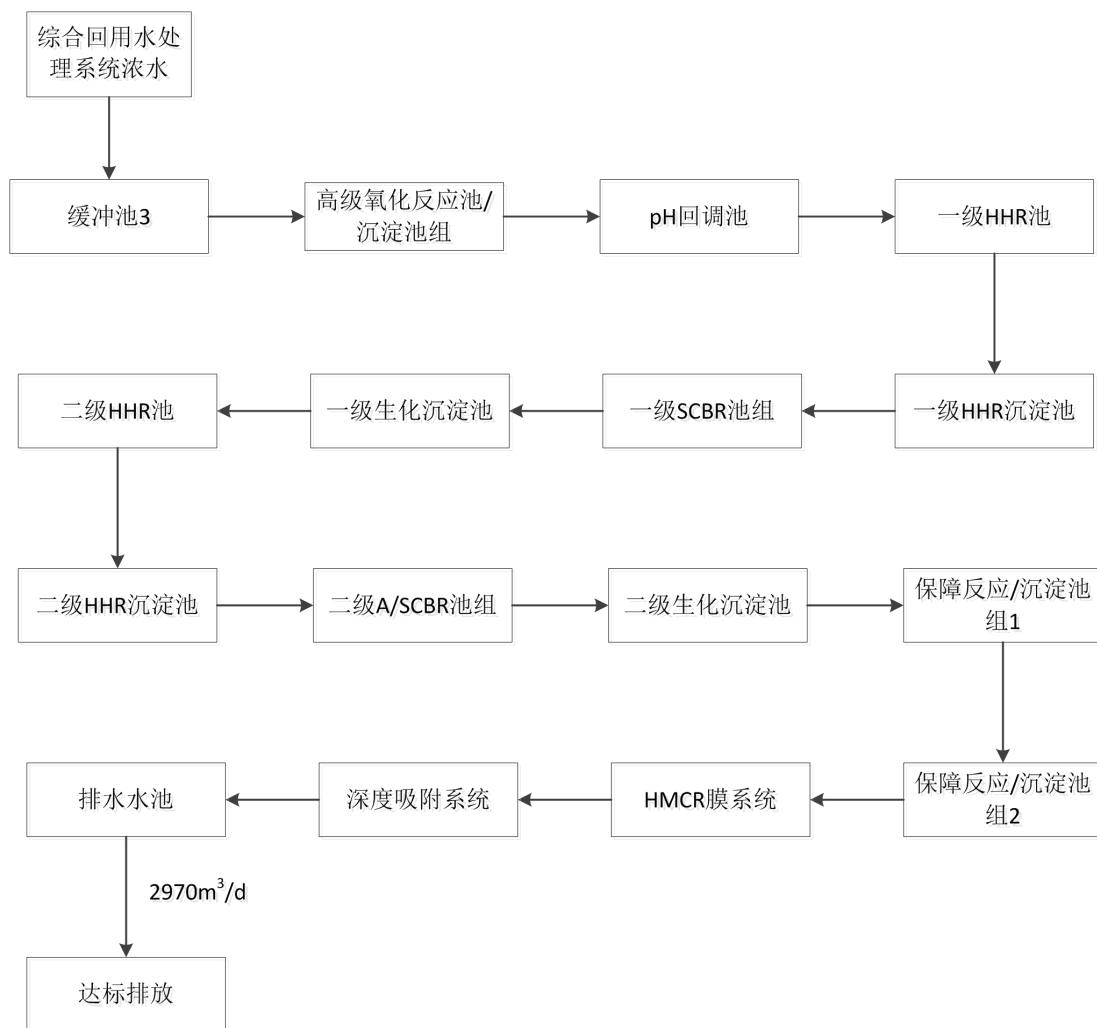 综合回用水处
理系统浓水
缓冲池3
高级氧化反应池/
沉淀池组
pH回调池
一级HHR池
二级HHR池
一级生化沉淀池
一级SCBR池组
一级HHR沉淀池
二级HHR沉淀池
二级A/SCBR池组
二级生化沉淀池
保障反应/沉淀池
组1
排水水池
深度吸附系统
HMCR膜系统
保障反应/沉淀池
组2
2970m³/d
达标排放